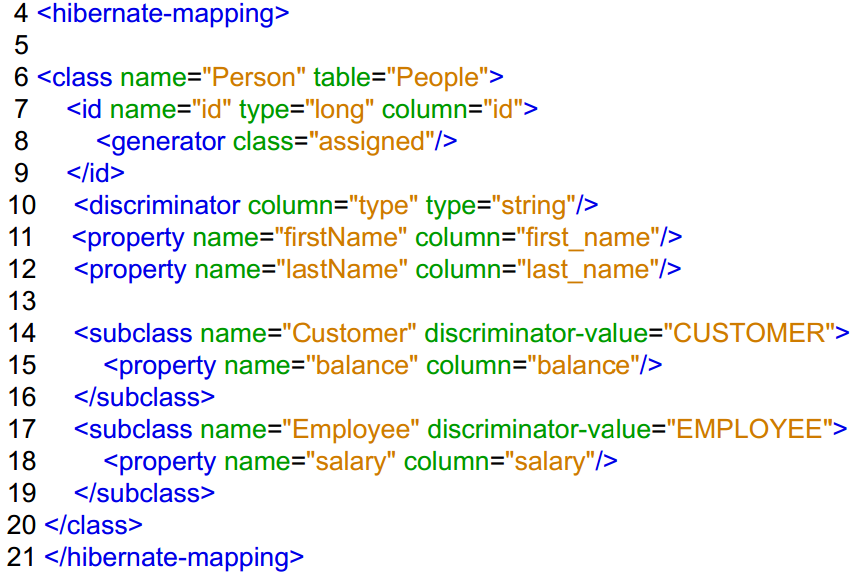 4 <hibernate-mapping>
5
6 <class name="Person" table="People">
7 <id name="id" type="long" column="id">
8 <generator class="assigned"/>
9 </id>
10 <discriminator column="type" type="string"/>
11 <property name="firstName" column="first_name"/>
12 <property name="lastName" column="last_name"/>
13
14 <subclass name="Customer" discriminator-value="CUSTOMER">
15 <property name="balance" column="balance"/>
16 </subclass>
17 <subclass name="Employee" discriminator-value="EMPLOYEE">
18 <property name="salary" column="salary"/>
19 </subclass>
20 </class>
21 </hibernate-mapping>